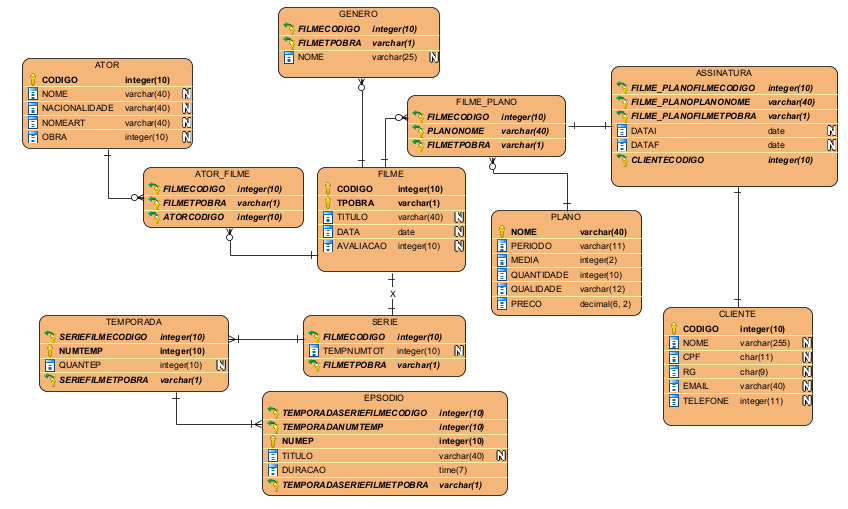 GENERO
FILMECODIGO integer(10)
FILMETPOBRA varchar(1)
NOME varchar(25) N
ATOR
CODIGO integer(10)
NOME varchar(40) N
NACIONALIDADE varchar(40) N
NOMEART varchar(40) N
OBRA integer(10) N
FILME_PLANO
FILMECODIGO integer(10)
PLANONOME varchar(40)
FILMETPOBRA varchar(1)
ASSINATURA
FILME_PLANOFILMECODIGO integer(10)
FILME_PLANOPLANONOME varchar(40)
FILME_PLANOFILMETPOBRA varchar(1)
DATAI date N
DATAF date N
CLIENTECODIGO integer(10)
ATOR_FILME
FILMECODIGO integer(10)
FILMETPOBRA varchar(1)
ATORCODIGO integer(10)
FILME
CODIGO integer(10)
TPOBRA varchar(1)
TITULO varchar(40) N
DATA date N
AVALIACAO integer(10) N
PLANO
NOME varchar(40)
PERIODO varchar(11)
MEDIA integer(2)
QUANTIDADE integer(10)
QUALIDADE varchar(12)
PRECO decimal(6, 2)
X
TEMPORADA
SERIEFILMECODIGO integer(10)
NUMTEMP integer(10)
QUANTEP integer(10) N
SERIEFILMETPOBRA varchar(1)
SERIE
FILMECODIGO integer(10)
TEMPNUMTOT integer(10) N
FILMETPOBRA varchar(1)
CLIENTE
CODIGO integer(10)
NOME varchar(255) N
CPF char(11) N
RG char(9) N
EMAIL varchar(40) N
TELEFONE integer(11) N
EPSODIO
TEMPORADASERIEFILMECODIGO integer(10)
TEMPORADANUMTEMP integer(10)
NUMEP integer(10)
TITULO varchar(40) N
DURACAO time(7)
TEMPORADASERIEFILMETPOBRA varchar(1)